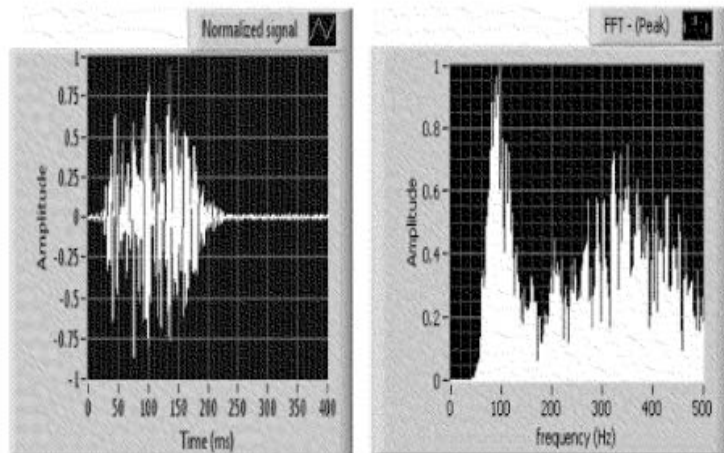 Normalized signal
Amplitude
1
0.75
0.5
0.25
0
-0.25
-0.5
-0.75
-1
0 50 100 150 200 250 300 350 400
Time (ms)
FFT - (Peak)
Amplitude
1
0.8
0.6
0.4
0.2
0
0 100 200 300 400 500
frequency (Hz)